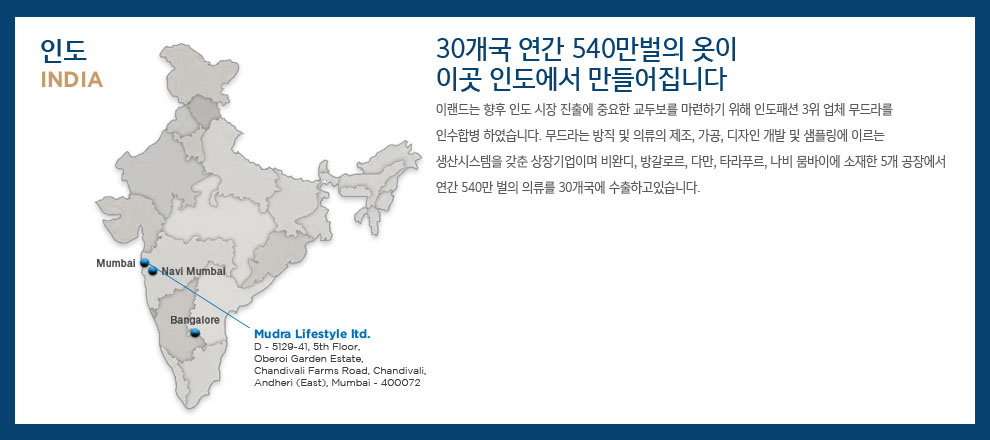 인도
INDIA
30개국 연간 540만벌의 옷이
이곳 인도에서 만들어집니다
이랜드는 향후 인도 시장 진출에 중요한 교두보를 마련하기 위해 인도패션 3위 업체 무드라를
인수합병 하였습니다. 무드라는 방직 및 의류의 제조, 가공, 디자인 개발 및 샘플링에 이르는
생산시스템을 갖춘 상장기업이며 비완디, 방갈로르, 다만, 타라푸르, 나비 뭄바이에 소재한 5개 공장에서
연간 540만 벌의 의류를 30개국에 수출하고있습니다.
Mumbai
Navi Mumbai
Bangalore
Mudra Lifestyle ltd.
D - 5129-41, 5th Floor,
Oberoi Garden Estate,
Chandivali Farms Road, Chandivali,
Andheri (East), Mumbai - 400072